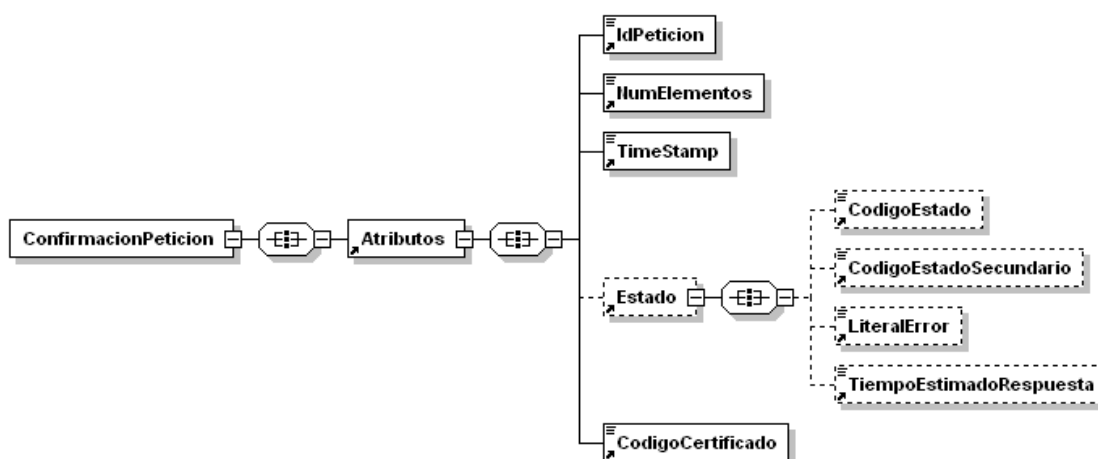 IdPeticion
NumElementos
TimeStamp
ConfirmacionPeticion
Atributos
Estado
CodigoEstado
CodigoEstadoSecundario
LiteralError
TiempoEstimadoRespuesta
CodigoCertificado